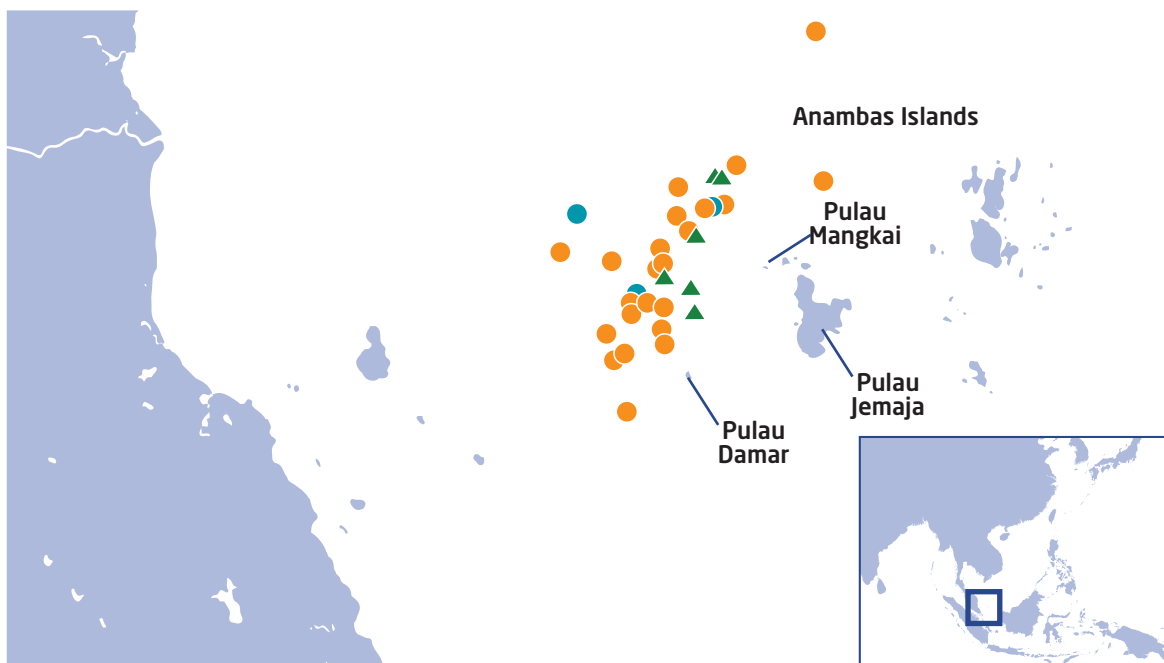 Anambas Islands
Pulau
Mangkai
Pulau
Jemaja
Pulau
Damar